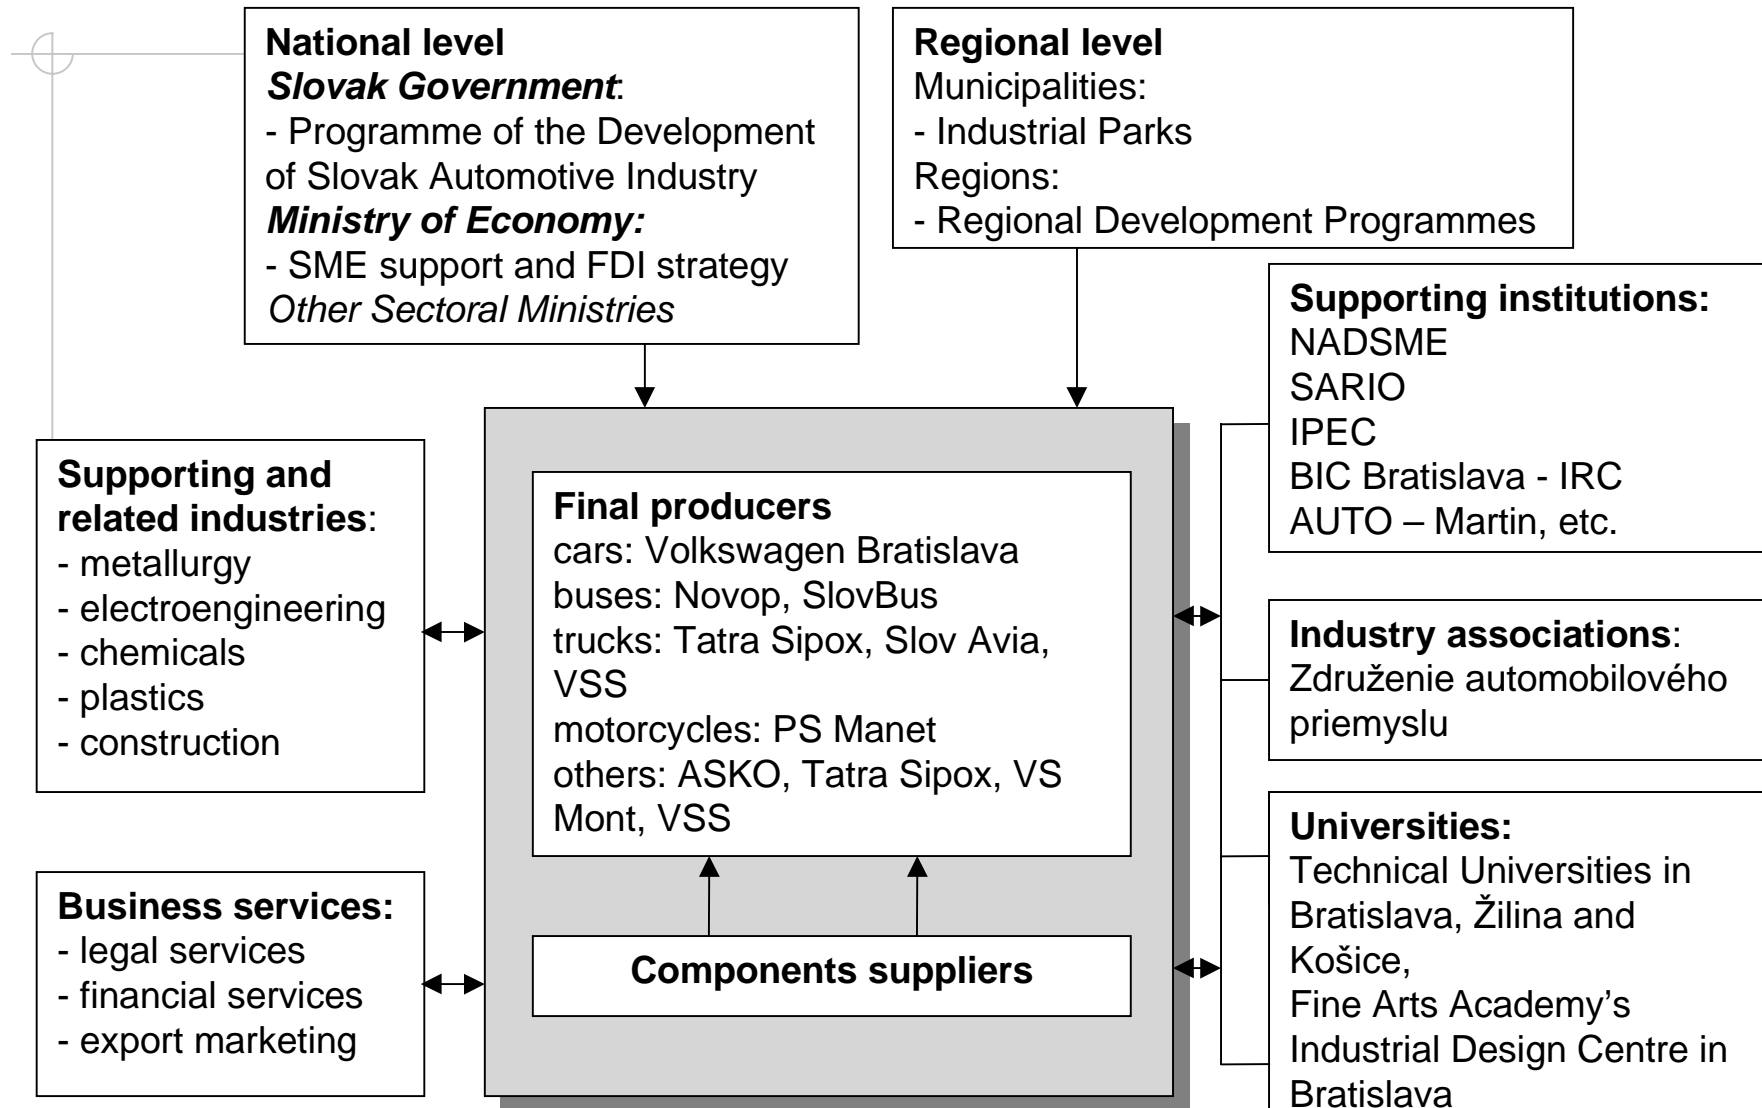 National level
Slovak Government:
- Programme of the Development
of Slovak Automotive Industry
Ministry of Economy:
- SME support and FDI strategy
Other Sectoral Ministries
Regional level
Municipalities:
- Industrial Parks
Regions:
- Regional Development Programmes
Supporting institutions:
NADSME
SARIO
IPEC
BIC Bratislava - IRC
AUTO – Martin, etc.
Supporting and
related industries:
- metallurgy
- electroengineering
- chemicals
- plastics
- construction
Final producers
cars: Volkswagen Bratislava
buses: Novop, SlovBus
trucks: Tatra Sipox, Slov Avia,
VSS
motorcycles: PS Manet
others: ASKO, Tatra Sipox, VS
Mont, VSS
Industry associations:
Združenie automobilového
priemyslu
Business services:
- legal services
- financial services
- export marketing
Components suppliers
Universities:
Technical Universities in
Bratislava, Žilina and
Košice,
Fine Arts Academy’s
Industrial Design Centre in
Bratislava